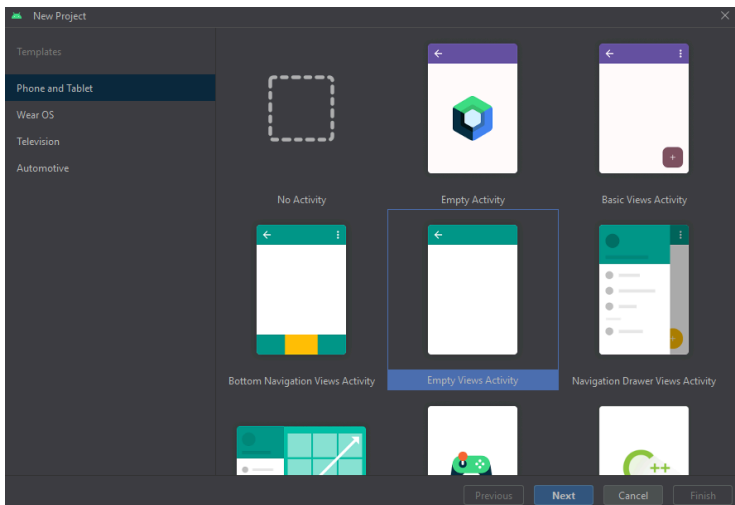 New Project
Templates
Phone and Tablet
Wear OS
Television
Automotive
No Activity
Empty Activity
Basic Views Activity
Bottom Navigation Views Activity
Empty Views Activity
Navigation Drawer Views Activity
++
Previous
Next
Cancel
Finish